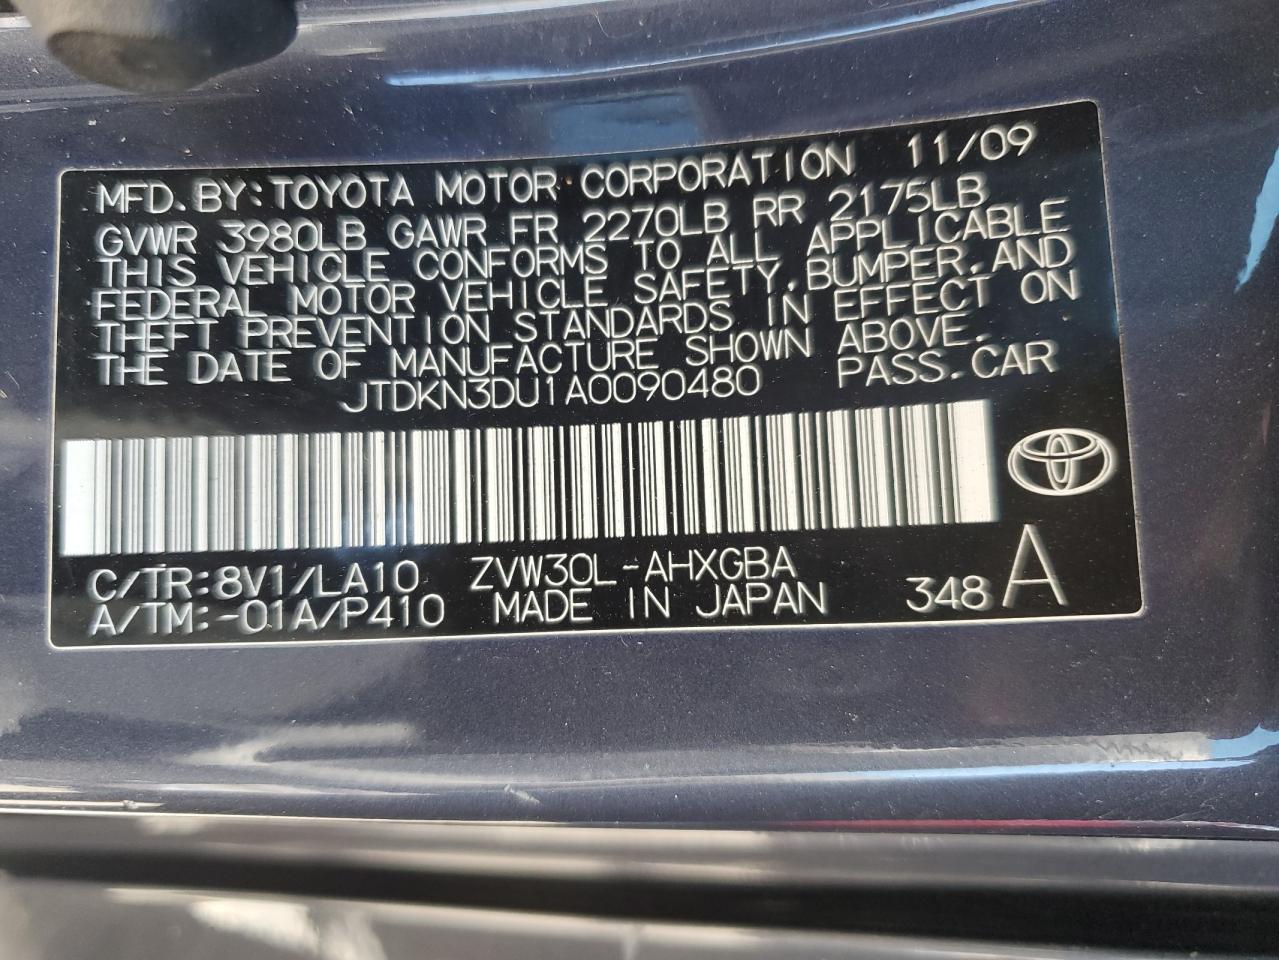 MFD. BY: TOYOTA MOTOR CORPORATION 11/09
GVWR 3980LB GAWR FR 2270LB RR 2175LB
THIS VEHICLE CONFORMS TO ALL APPLICABLE
FEDERAL MOTOR VEHICLE SAFETY, BUMPER, AND
THEFT PREVENTION STANDARDS IN EFFECT ON
THE DATE OF MANUFACTURE SHOWN ABOVE.
JTDKN3DU1A0090480 PASS. CAR
C/TR: 8V1/LA10 ZVW30L-AHXGBA
A/TM: -01A/P410 MADE IN JAPAN 348 A